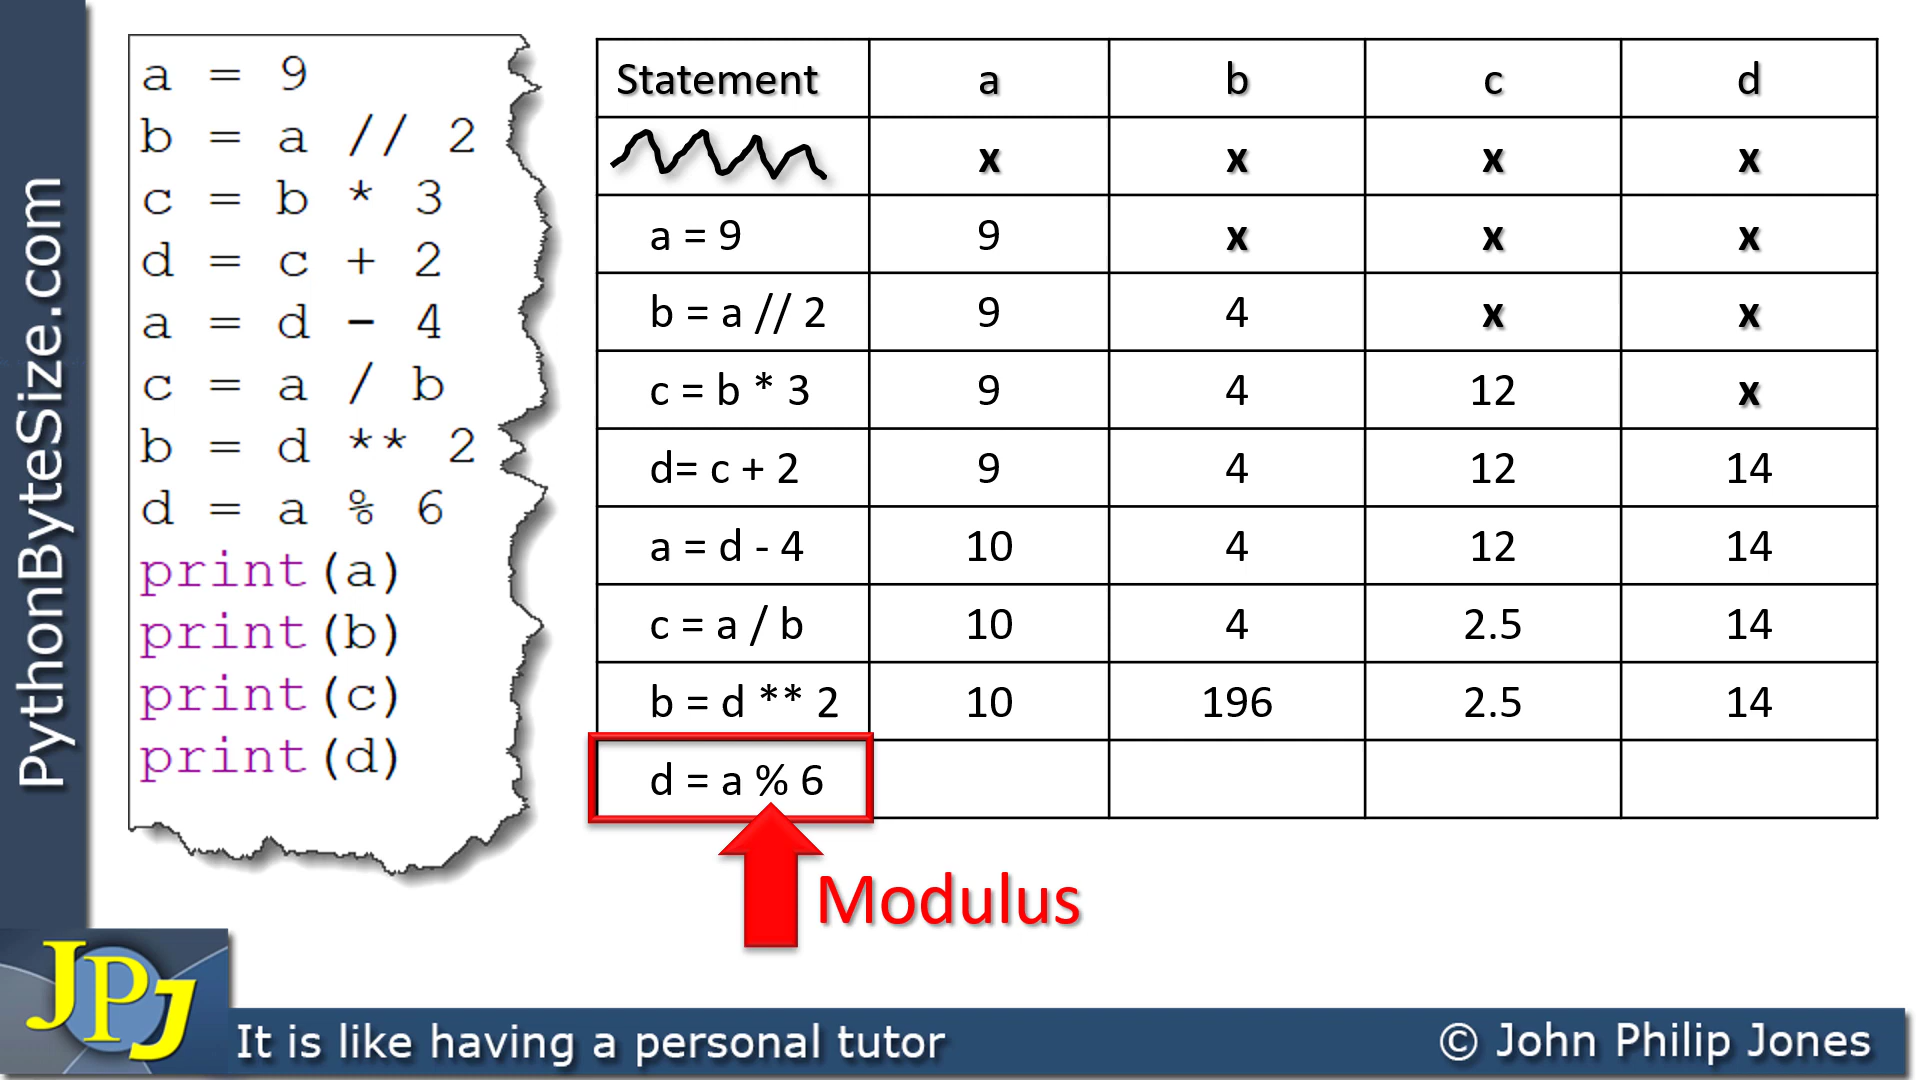 PythonByteSize.com
a = 9
b = a // 2
c = b * 3
d = c + 2
a = d - 4
c = a / b
b = d ** 2
d = a % 6
print(a)
print(b)
print(c)
print(d)
Statement a b c d
x x x x
a = 9 9 x x x
b = a // 2 9 4 x x
c = b * 3 9 4 12 x
d= c + 2 9 4 12 14
a = d - 4 10 4 12 14
c = a / b 10 4 2.5 14
b = d ** 2 10 196 2.5 14
d = a % 6
Modulus
JPJ
It is like having a personal tutor
© John Philip Jones